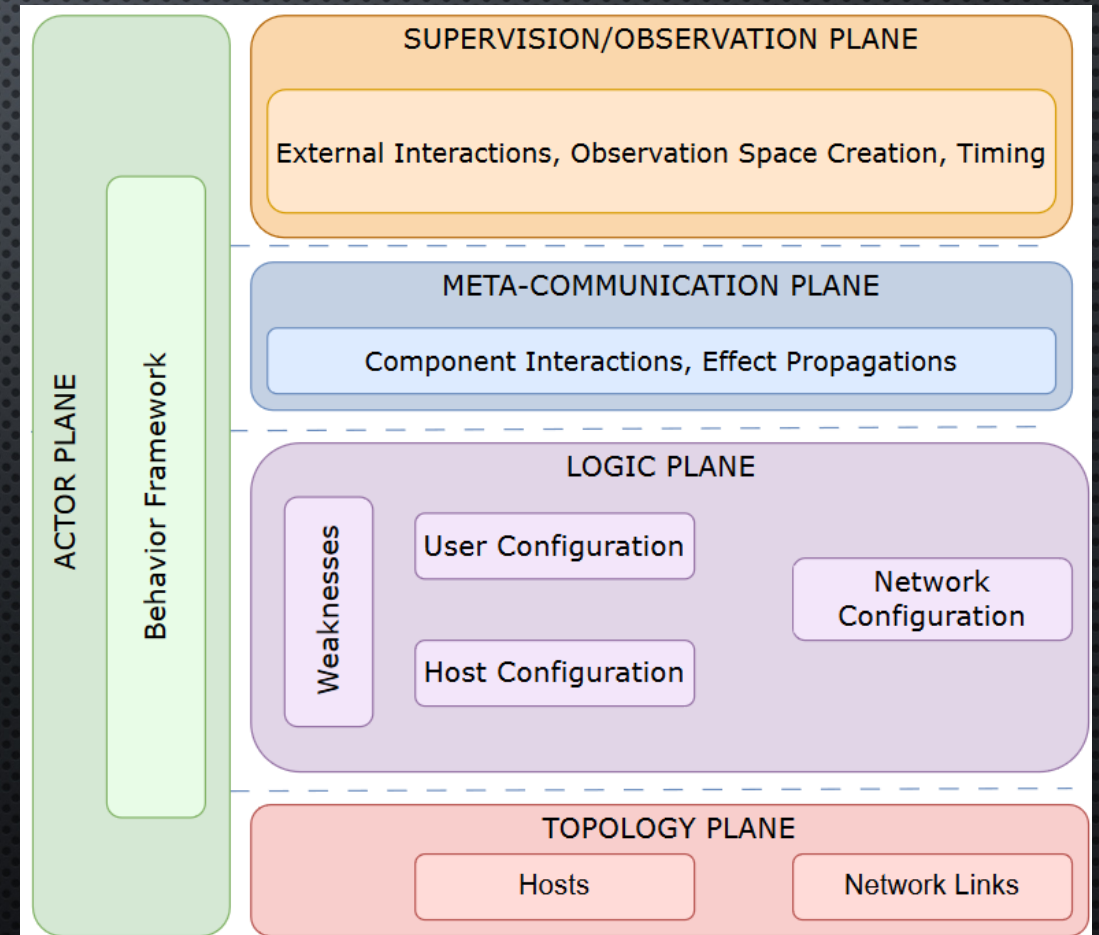 ACTOR PLANE
Behavior Framework
SUPERVISION/OBSERVATION PLANE
External Interactions, Observation Space Creation, Timing
META-COMMUNICATION PLANE
Component Interactions, Effect Propagations
LOGIC PLANE
Weaknesses
User Configuration
Host Configuration
Network
Configuration
TOPOLOGY PLANE
Hosts
Network Links